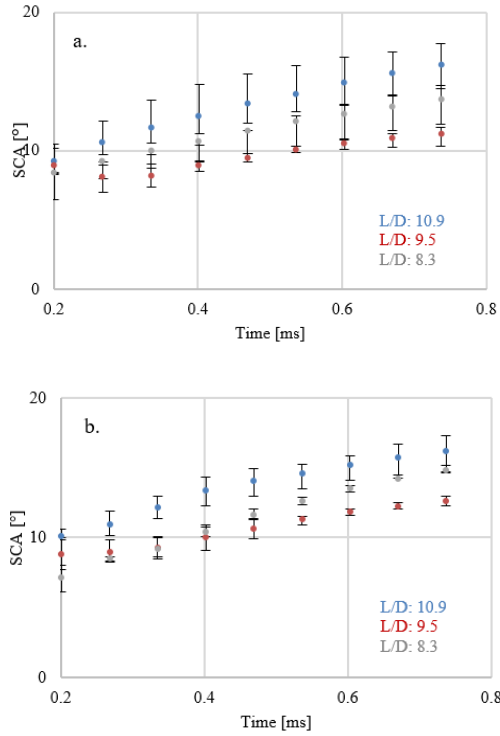 20
a.
SCA [°]
10
L/D: 10.9
L/D: 9.5
L/D: 8.3
0
0.2 0.4 0.6 0.8
Time [ms]
20
b.
SCA [°]
10
L/D: 10.9
L/D: 9.5
L/D: 8.3
0
0.2 0.4 0.6 0.8
Time [ms]